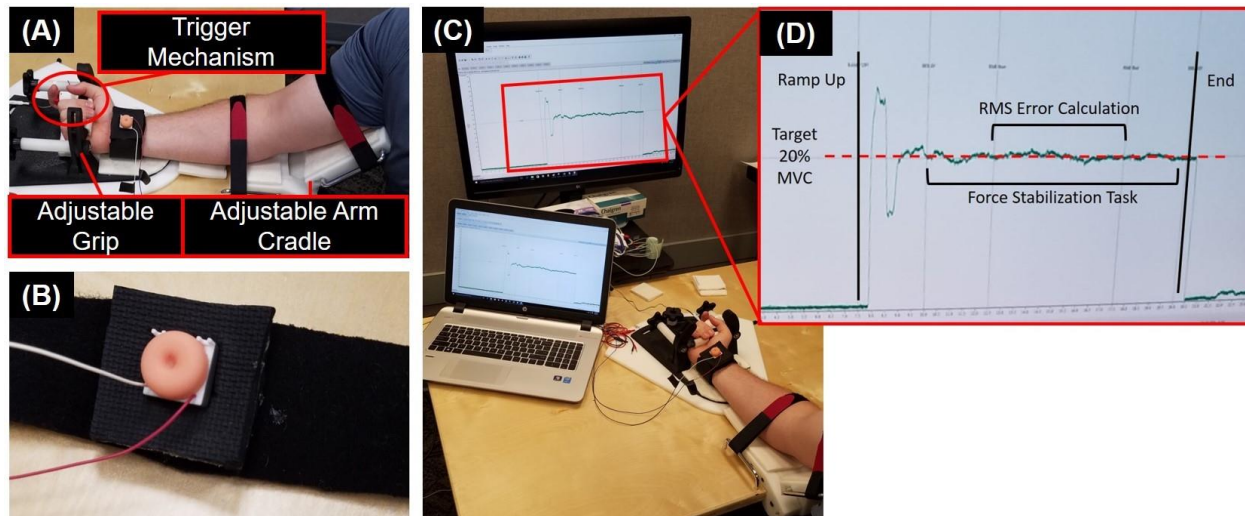 (A)
Trigger
Mechanism
Adjustable
Grip
Adjustable Arm
Cradle
(B)
(C)
(D)
Ramp Up
End
RMS Error Calculation
Target
20%
MVC
Force Stabilization Task